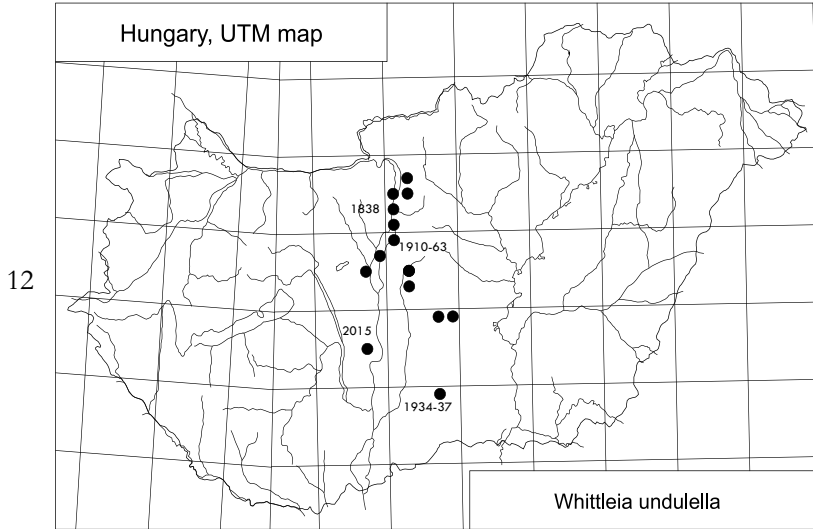 Hungary, UTM map
1838
1910-63
12
2015
1934-37
Whittleia undulella